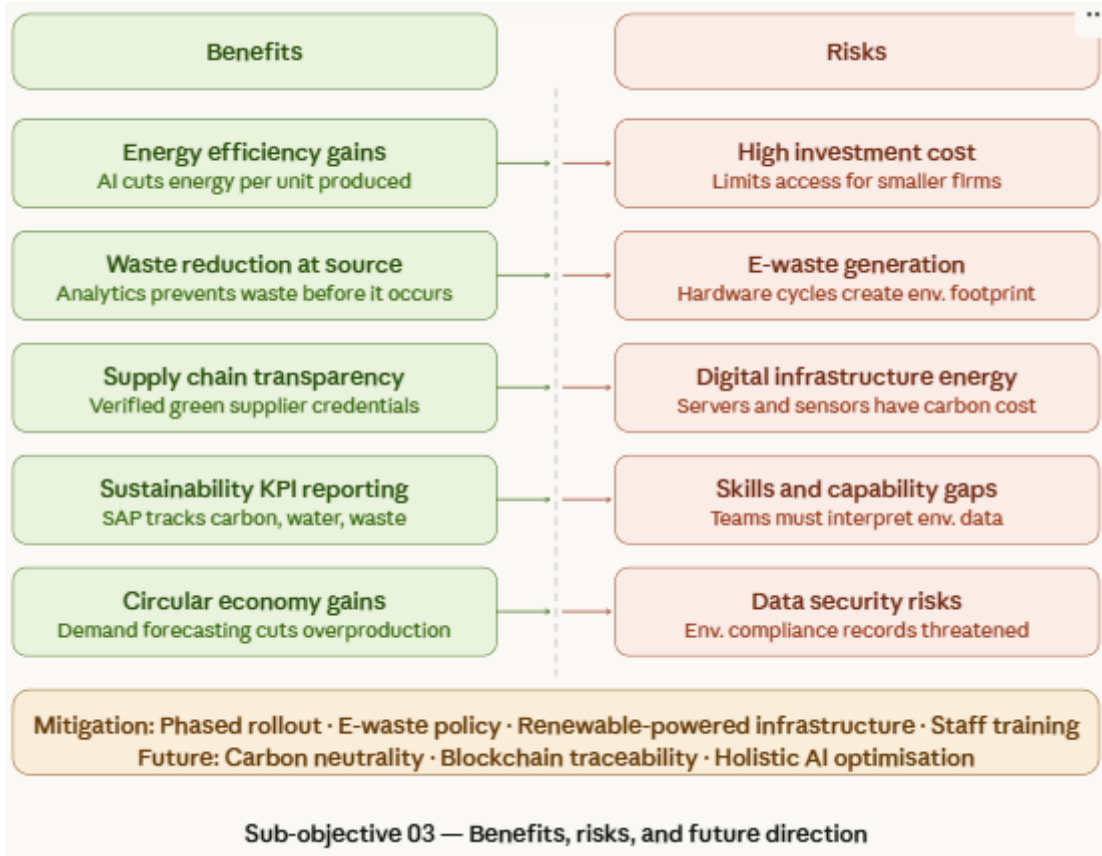 Benefits
Risks
Energy efficiency gains
AI cuts energy per unit produced
High investment cost
Limits access for smaller firms
Waste reduction at source
Analytics prevents waste before it occurs
E-waste generation
Hardware cycles create env. footprint
Supply chain transparency
Verified green supplier credentials
Digital infrastructure energy
Servers and sensors have carbon cost
Sustainability KPI reporting
SAP tracks carbon, water, waste
Skills and capability gaps
Teams must interpret env. data
Circular economy gains
Demand forecasting cuts overproduction
Data security risks
Env. compliance records threatened
Mitigation: Phased rollout · E-waste policy · Renewable-powered infrastructure · Staff training
Future: Carbon neutrality · Blockchain traceability · Holistic AI optimisation
Sub-objective 03 — Benefits, risks, and future direction